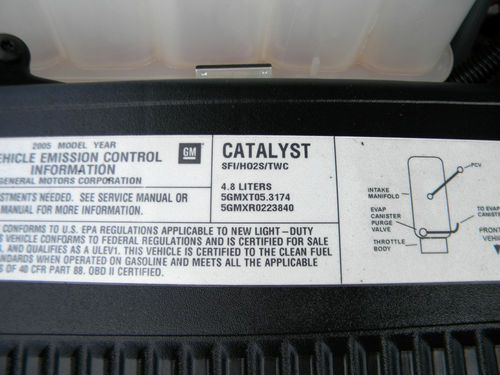 2005 MODEL YEAR
VEHICLE EMISSION CONTROL
INFORMATION
GENERAL MOTORS CORPORATION
GM
CATALYST
SFI/HO2S/TWC
4.8 LITERS
5GMXT05.3174
5GMXR0223840
ADJUSTMENTS NEEDED. SEE SERVICE MANUAL OR
MANUAL FOR MORE INFORMATION.
CONFORMS TO U.S. EPA REGULATIONS APPLICABLE TO NEW LIGHT-DUTY
VEHICLE CONFORMS TO FEDERAL REGULATIONS AND IS CERTIFIED FOR SALE
AND QUALIFIES AS A ULEV1. THIS VEHICLE IS CERTIFIED TO THE CLEAN FUEL
STANDARDS WHEN OPERATED ON GASOLINE AND MEETS ALL THE APPLICABLE
OF 40 CFR PART 88. OBD II CERTIFIED.
PCV
INTAKE
MANIFOLD
EVAP
CANISTER
PURGE
VALVE
THROTTLE
BODY
TO EVAP
CANISTER
FRONT
VEHIC